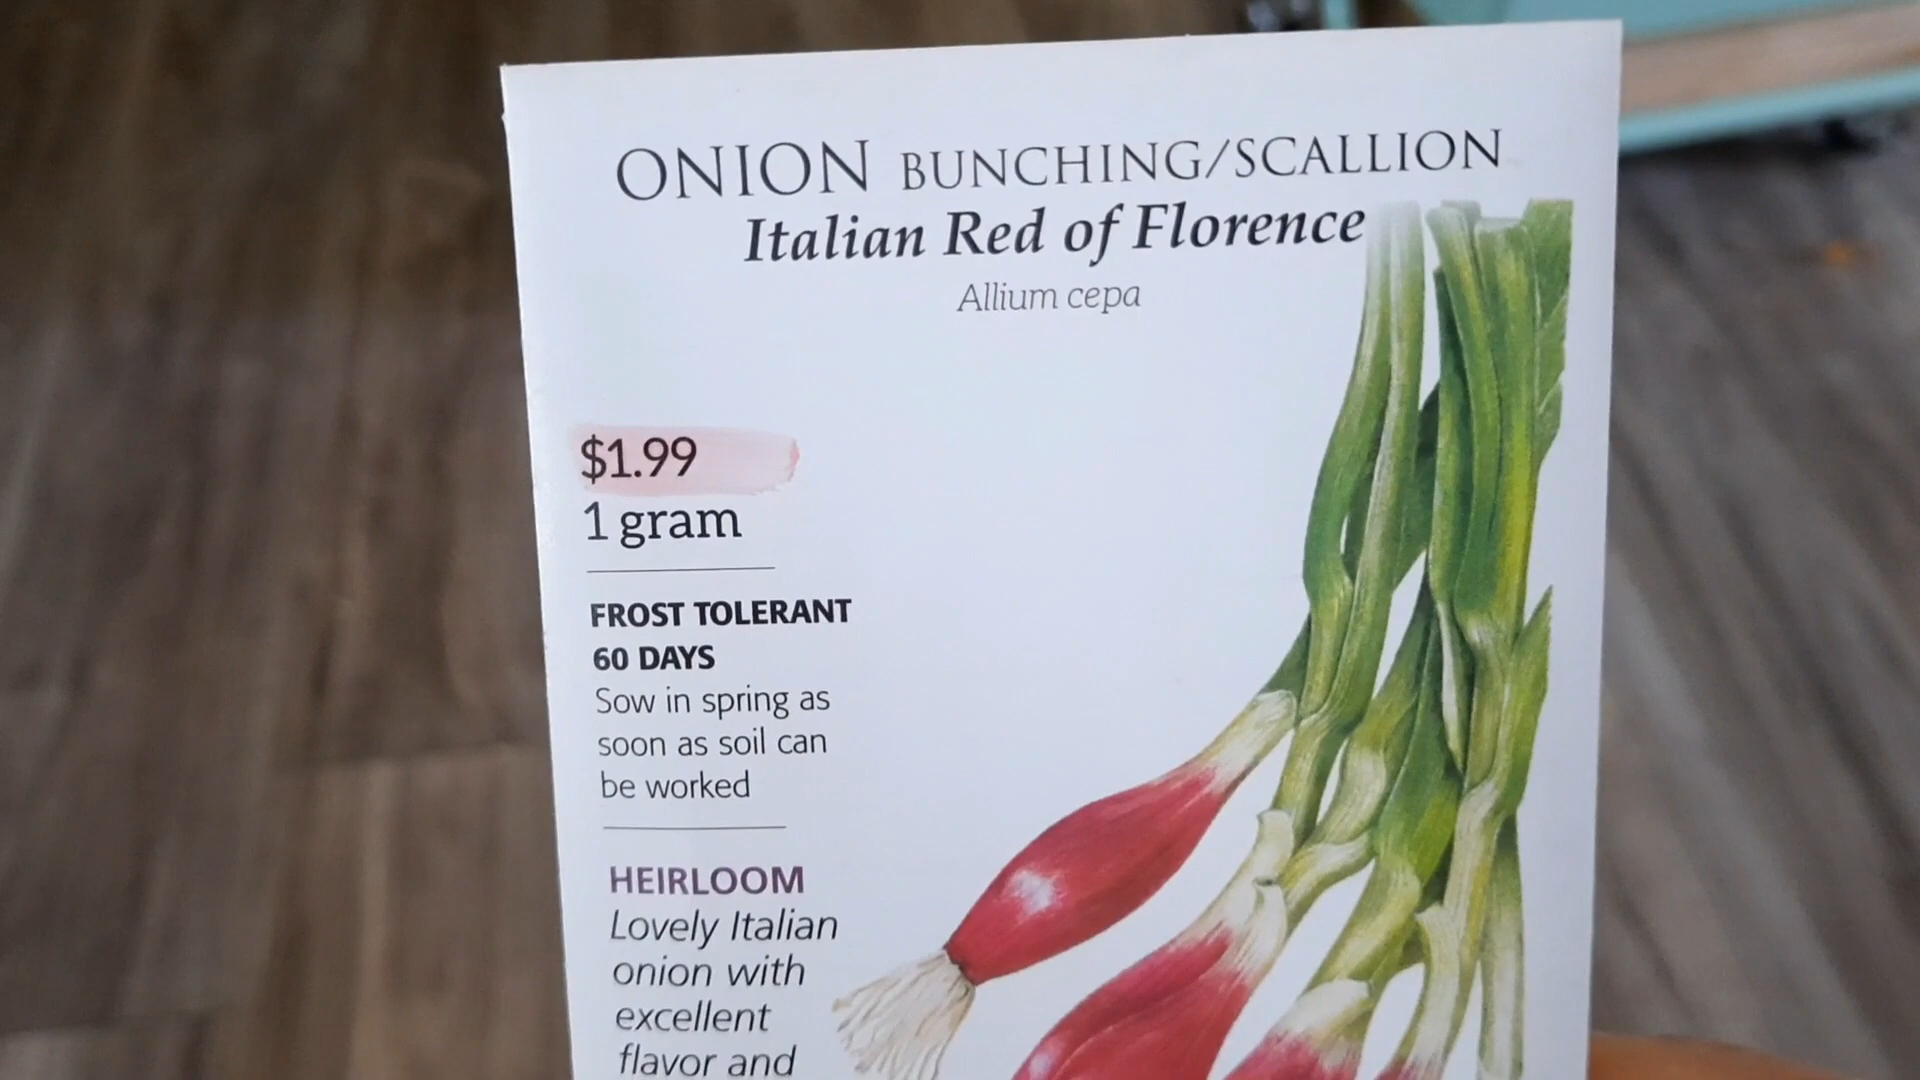 ONION BUNCHING/SCALLION
Italian Red of Florence
Allium cepa
$1.99
1 gram
FROST TOLERANT
60 DAYS
Sow in spring as
soon as soil can
be worked
HEIRLOOM
Lovely Italian
onion with
excellent
flavor and